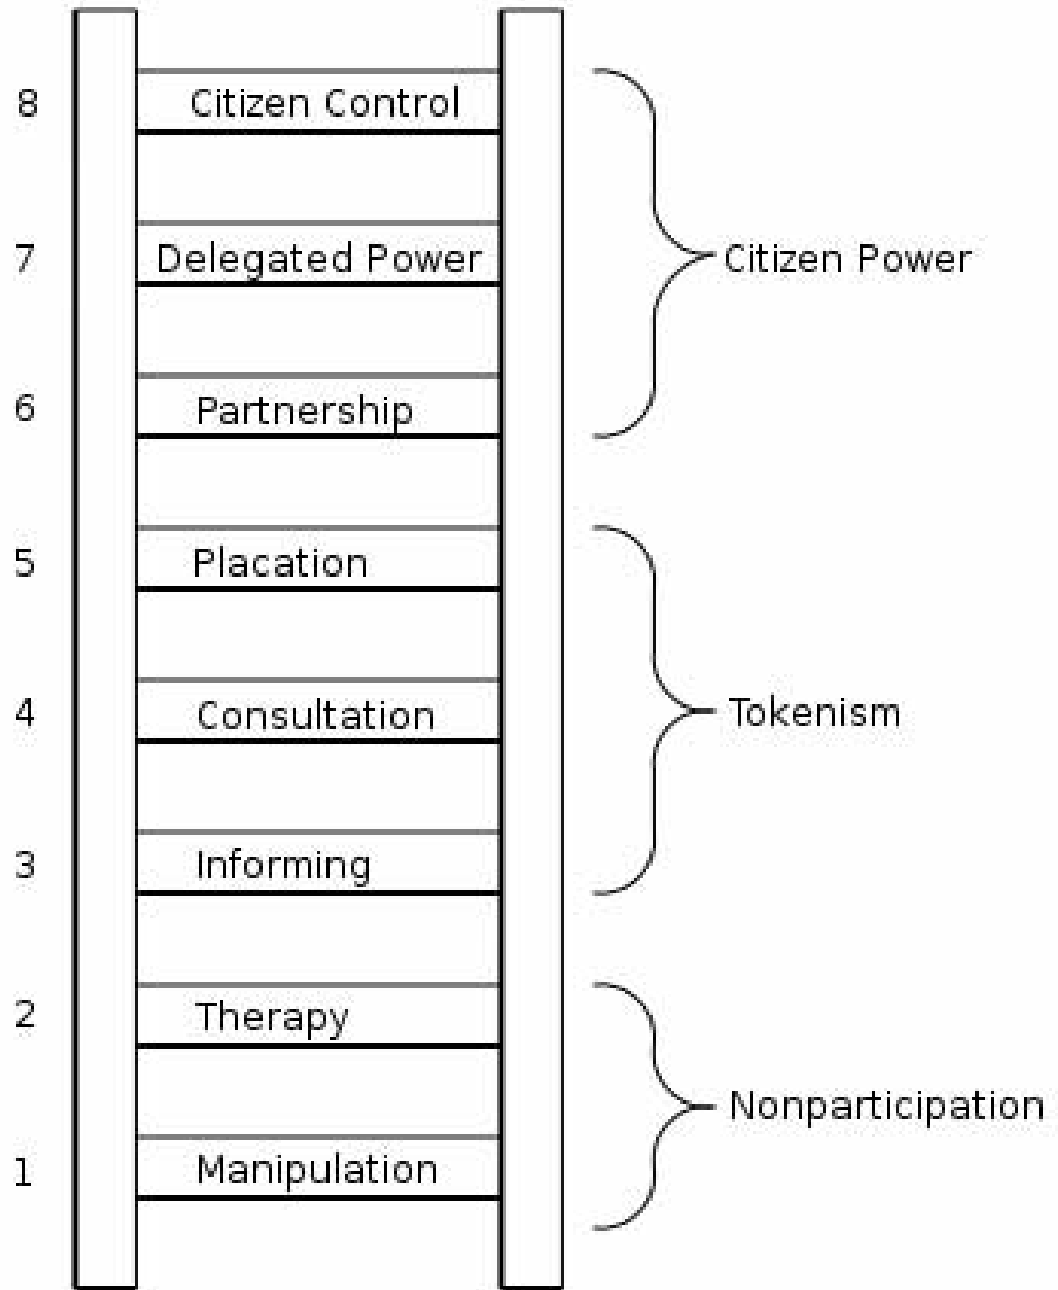 8 Citizen Control
7 Delegated Power Citizen Power
6 Partnership
5 Placation
4 Consultation Tokenism
3 Informing
2 Therapy
Nonparticipation
1 Manipulation